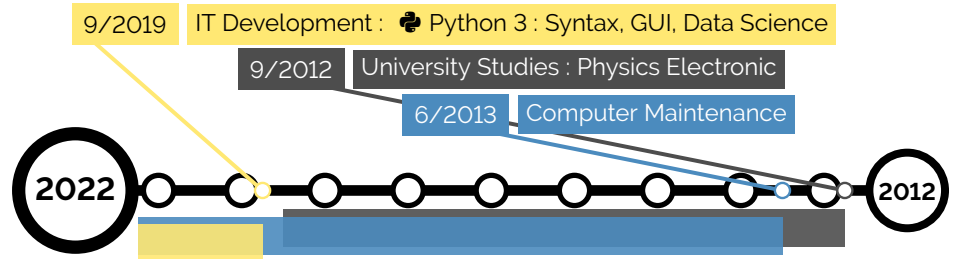 9/2019 IT Development : Python 3 : Syntax, GUI, Data Science
9/2012 University Studies : Physics Electronic
6/2013 Computer Maintenance
2022 2012